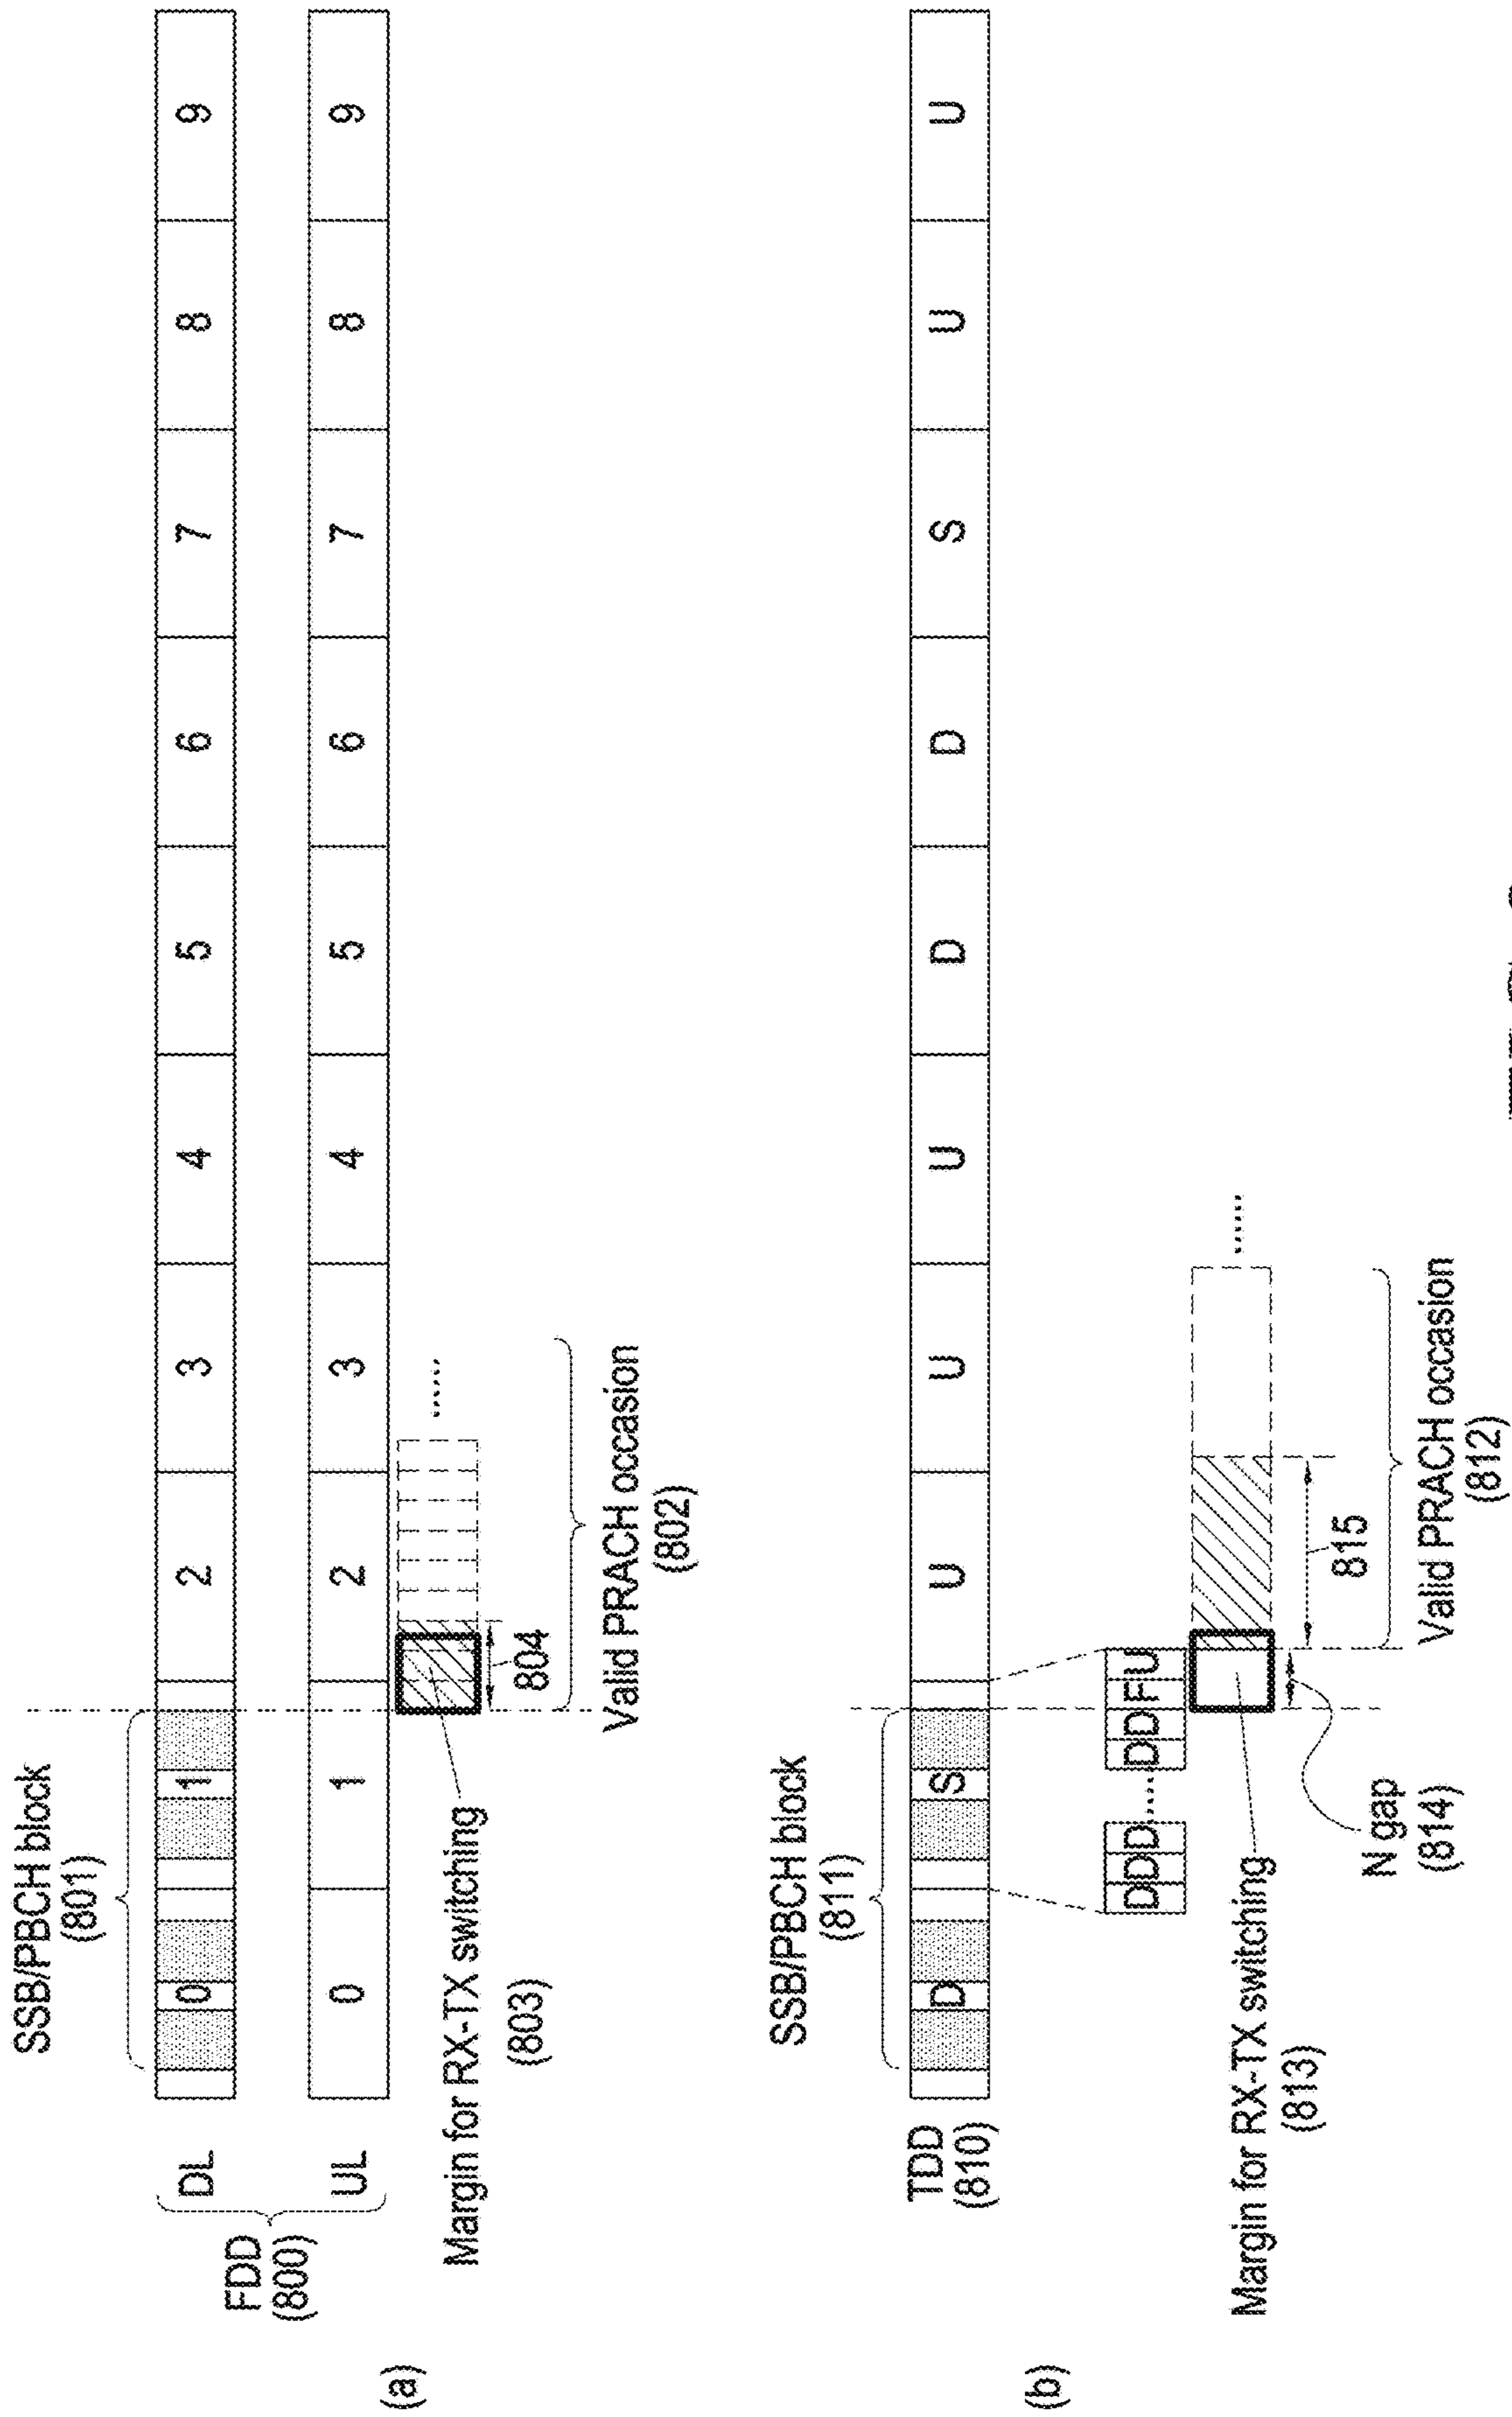 (a)
SSB/PBCH block
(801)
FDD
(800)
DL
0 1 2 3 4 5 6 7 8 9
UL
0 1 2 3 4 5 6 7 8 9
......
Margin for RX-TX switching
(803)
804
Valid PRACH occasion
(802)
(b)
SSB/PBCH block
(811)
TDD
(810)
D S U U U D D S U U
DDD......DDFU
......
Margin for RX-TX switching
(813)
815
N gap
(814)
Valid PRACH occasion
(812)